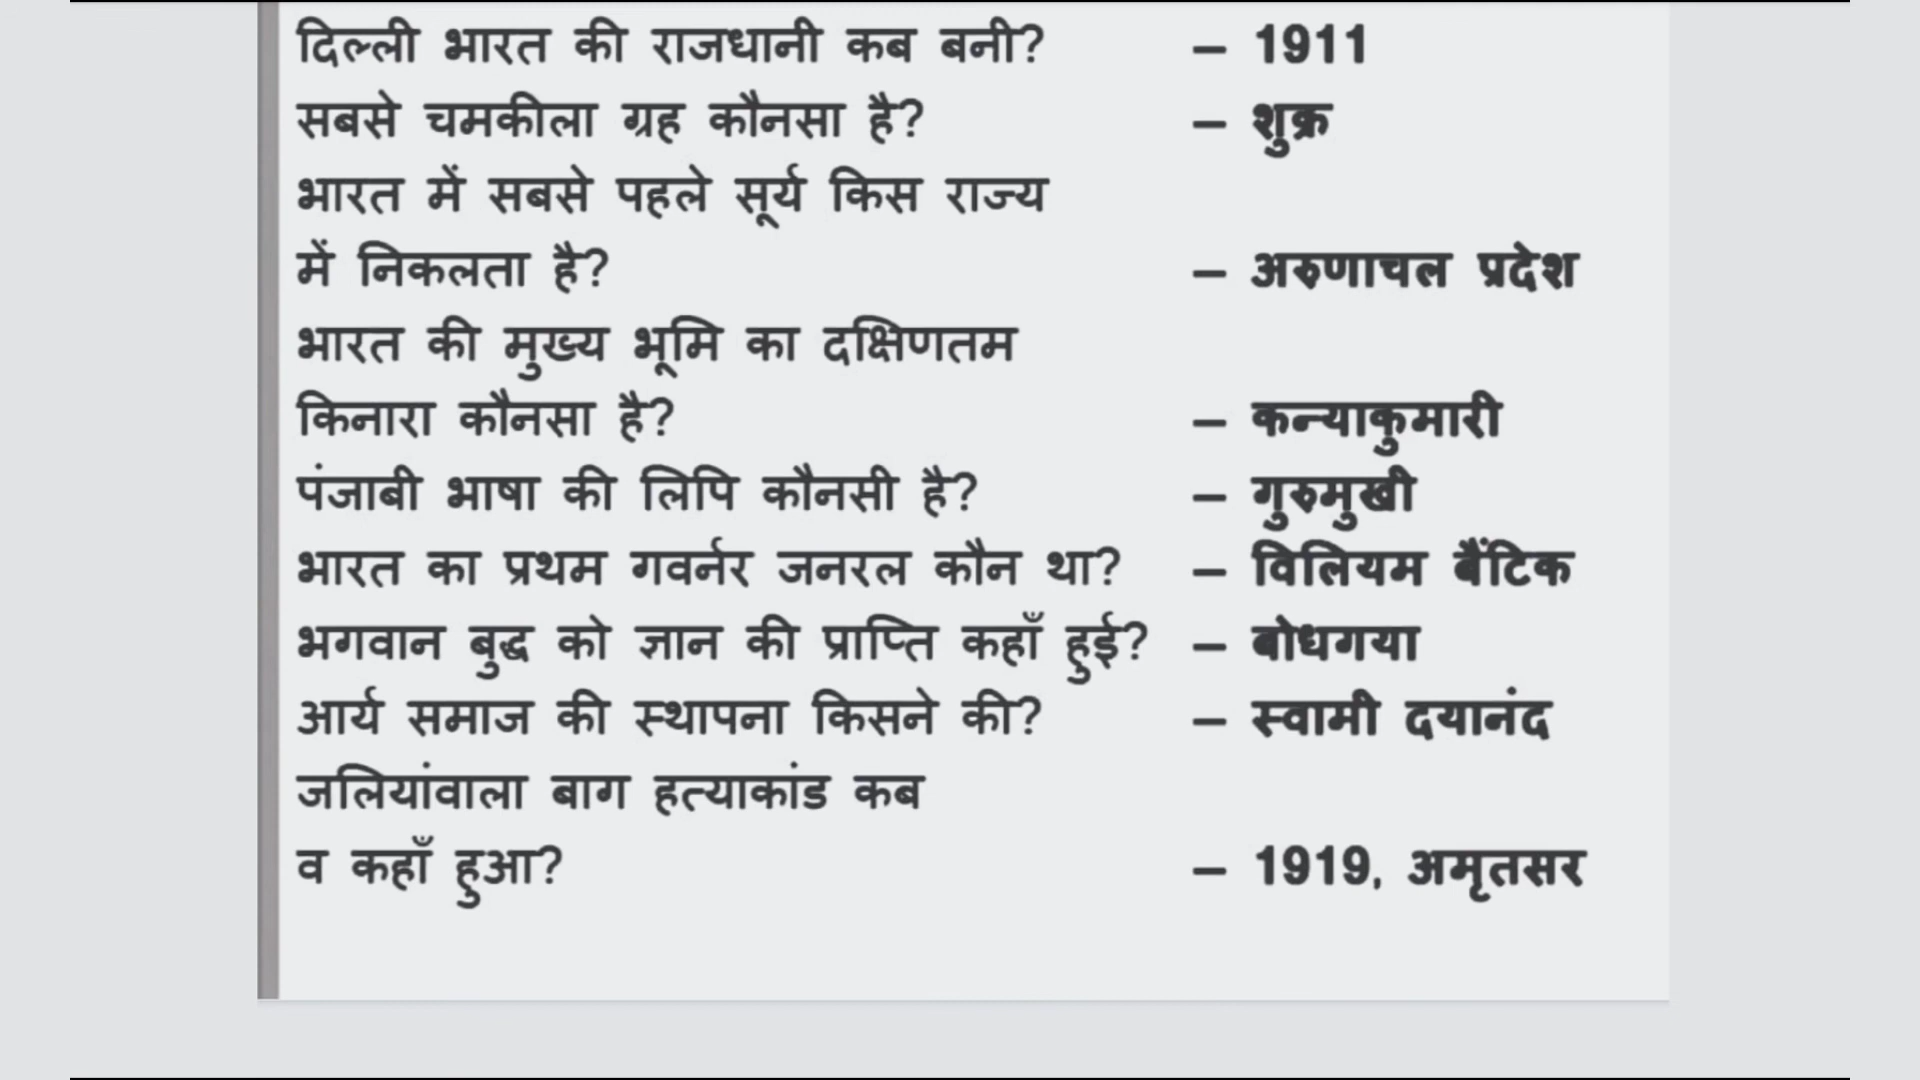 दिल्ली भारत की राजधानी कब बनी? – 1911
सबसे चमकीला ग्रह कौनसा है? – शुक्र
भारत में सबसे पहले सूर्य किस राज्य
में निकलता है? – अरुणाचल प्रदेश
भारत की मुख्य भूमि का दक्षिणतम
किनारा कौनसा है? – कन्याकुमारी
पंजाबी भाषा की लिपि कौनसी है? – गुरुमुखी
भारत का प्रथम गवर्नर जनरल कौन था? – विलियम बैंटिक
भगवान बुद्ध को ज्ञान की प्राप्ति कहाँ हुई? – बोधगया
आर्य समाज की स्थापना किसने की? – स्वामी दयानंद
जलियांवाला बाग हत्याकांड कब
व कहाँ हुआ? – 1919, अमृतसर